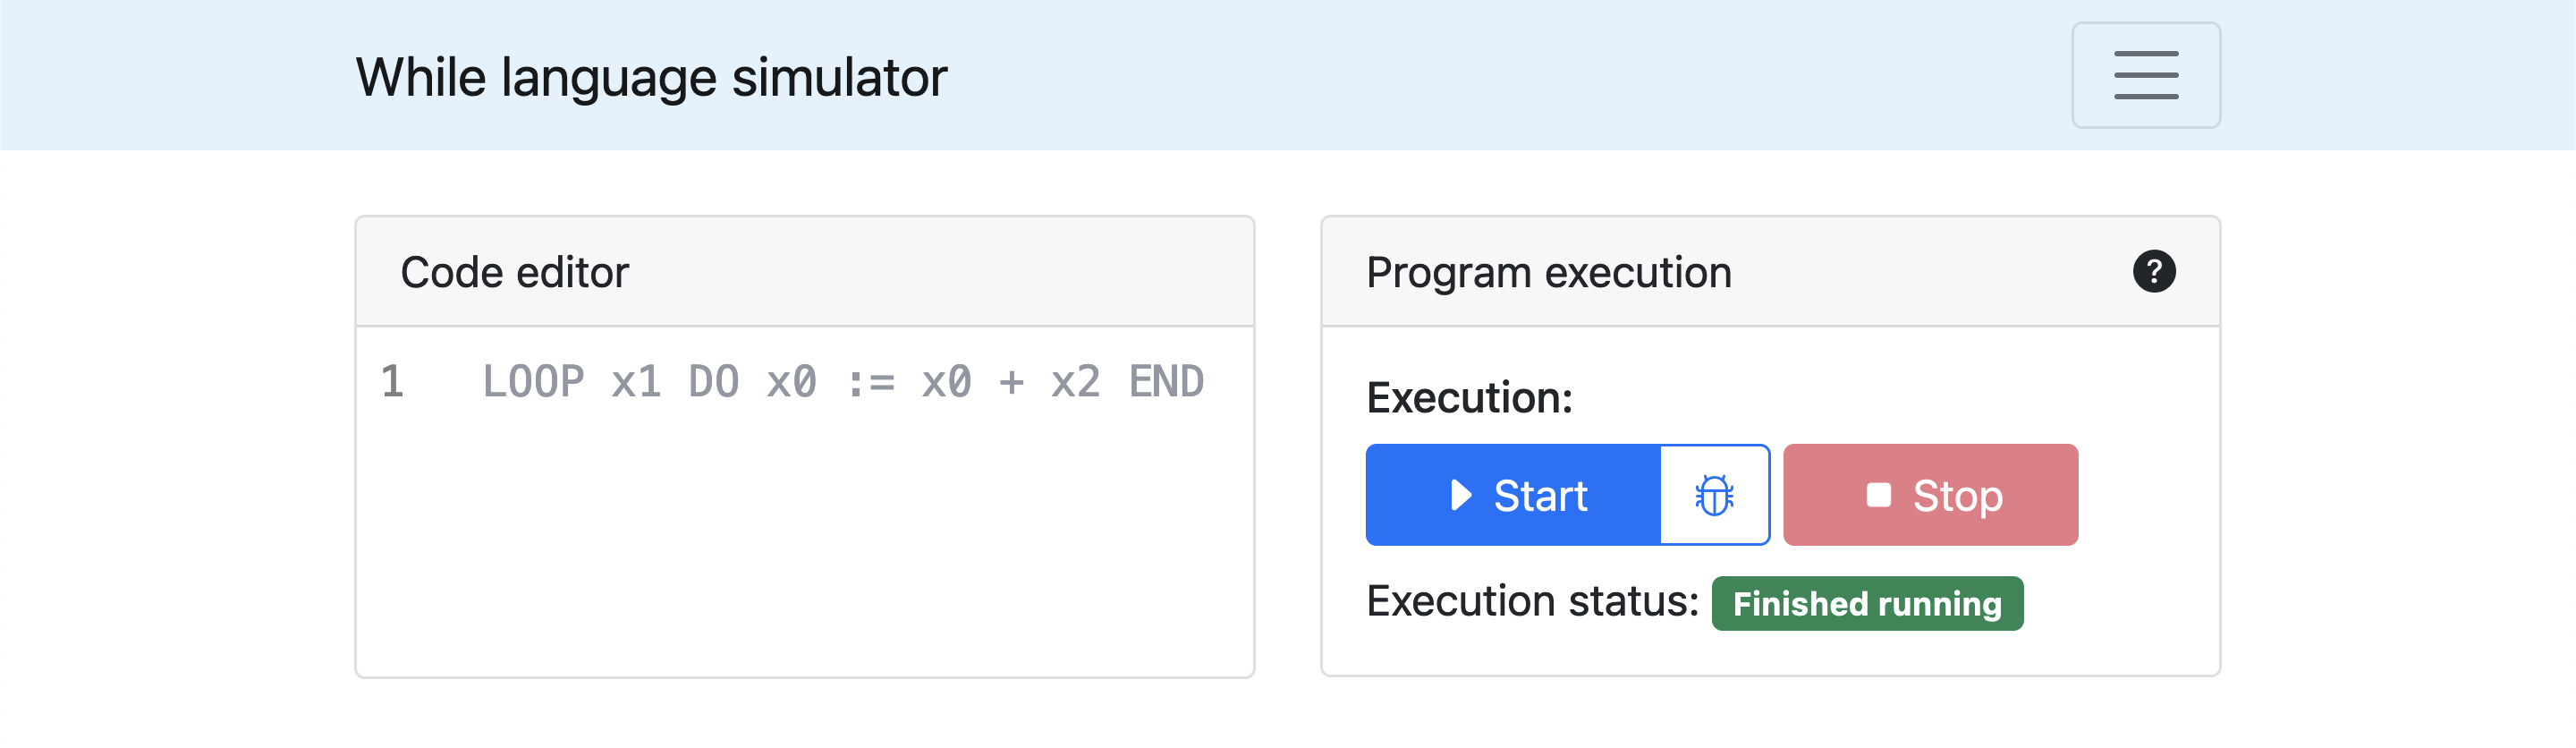 While language simulator
Code editor
1 LOOP x1 DO x0 := x0 + x2 END
Program execution
?
Execution:
Start
Stop
Execution status: Finished running